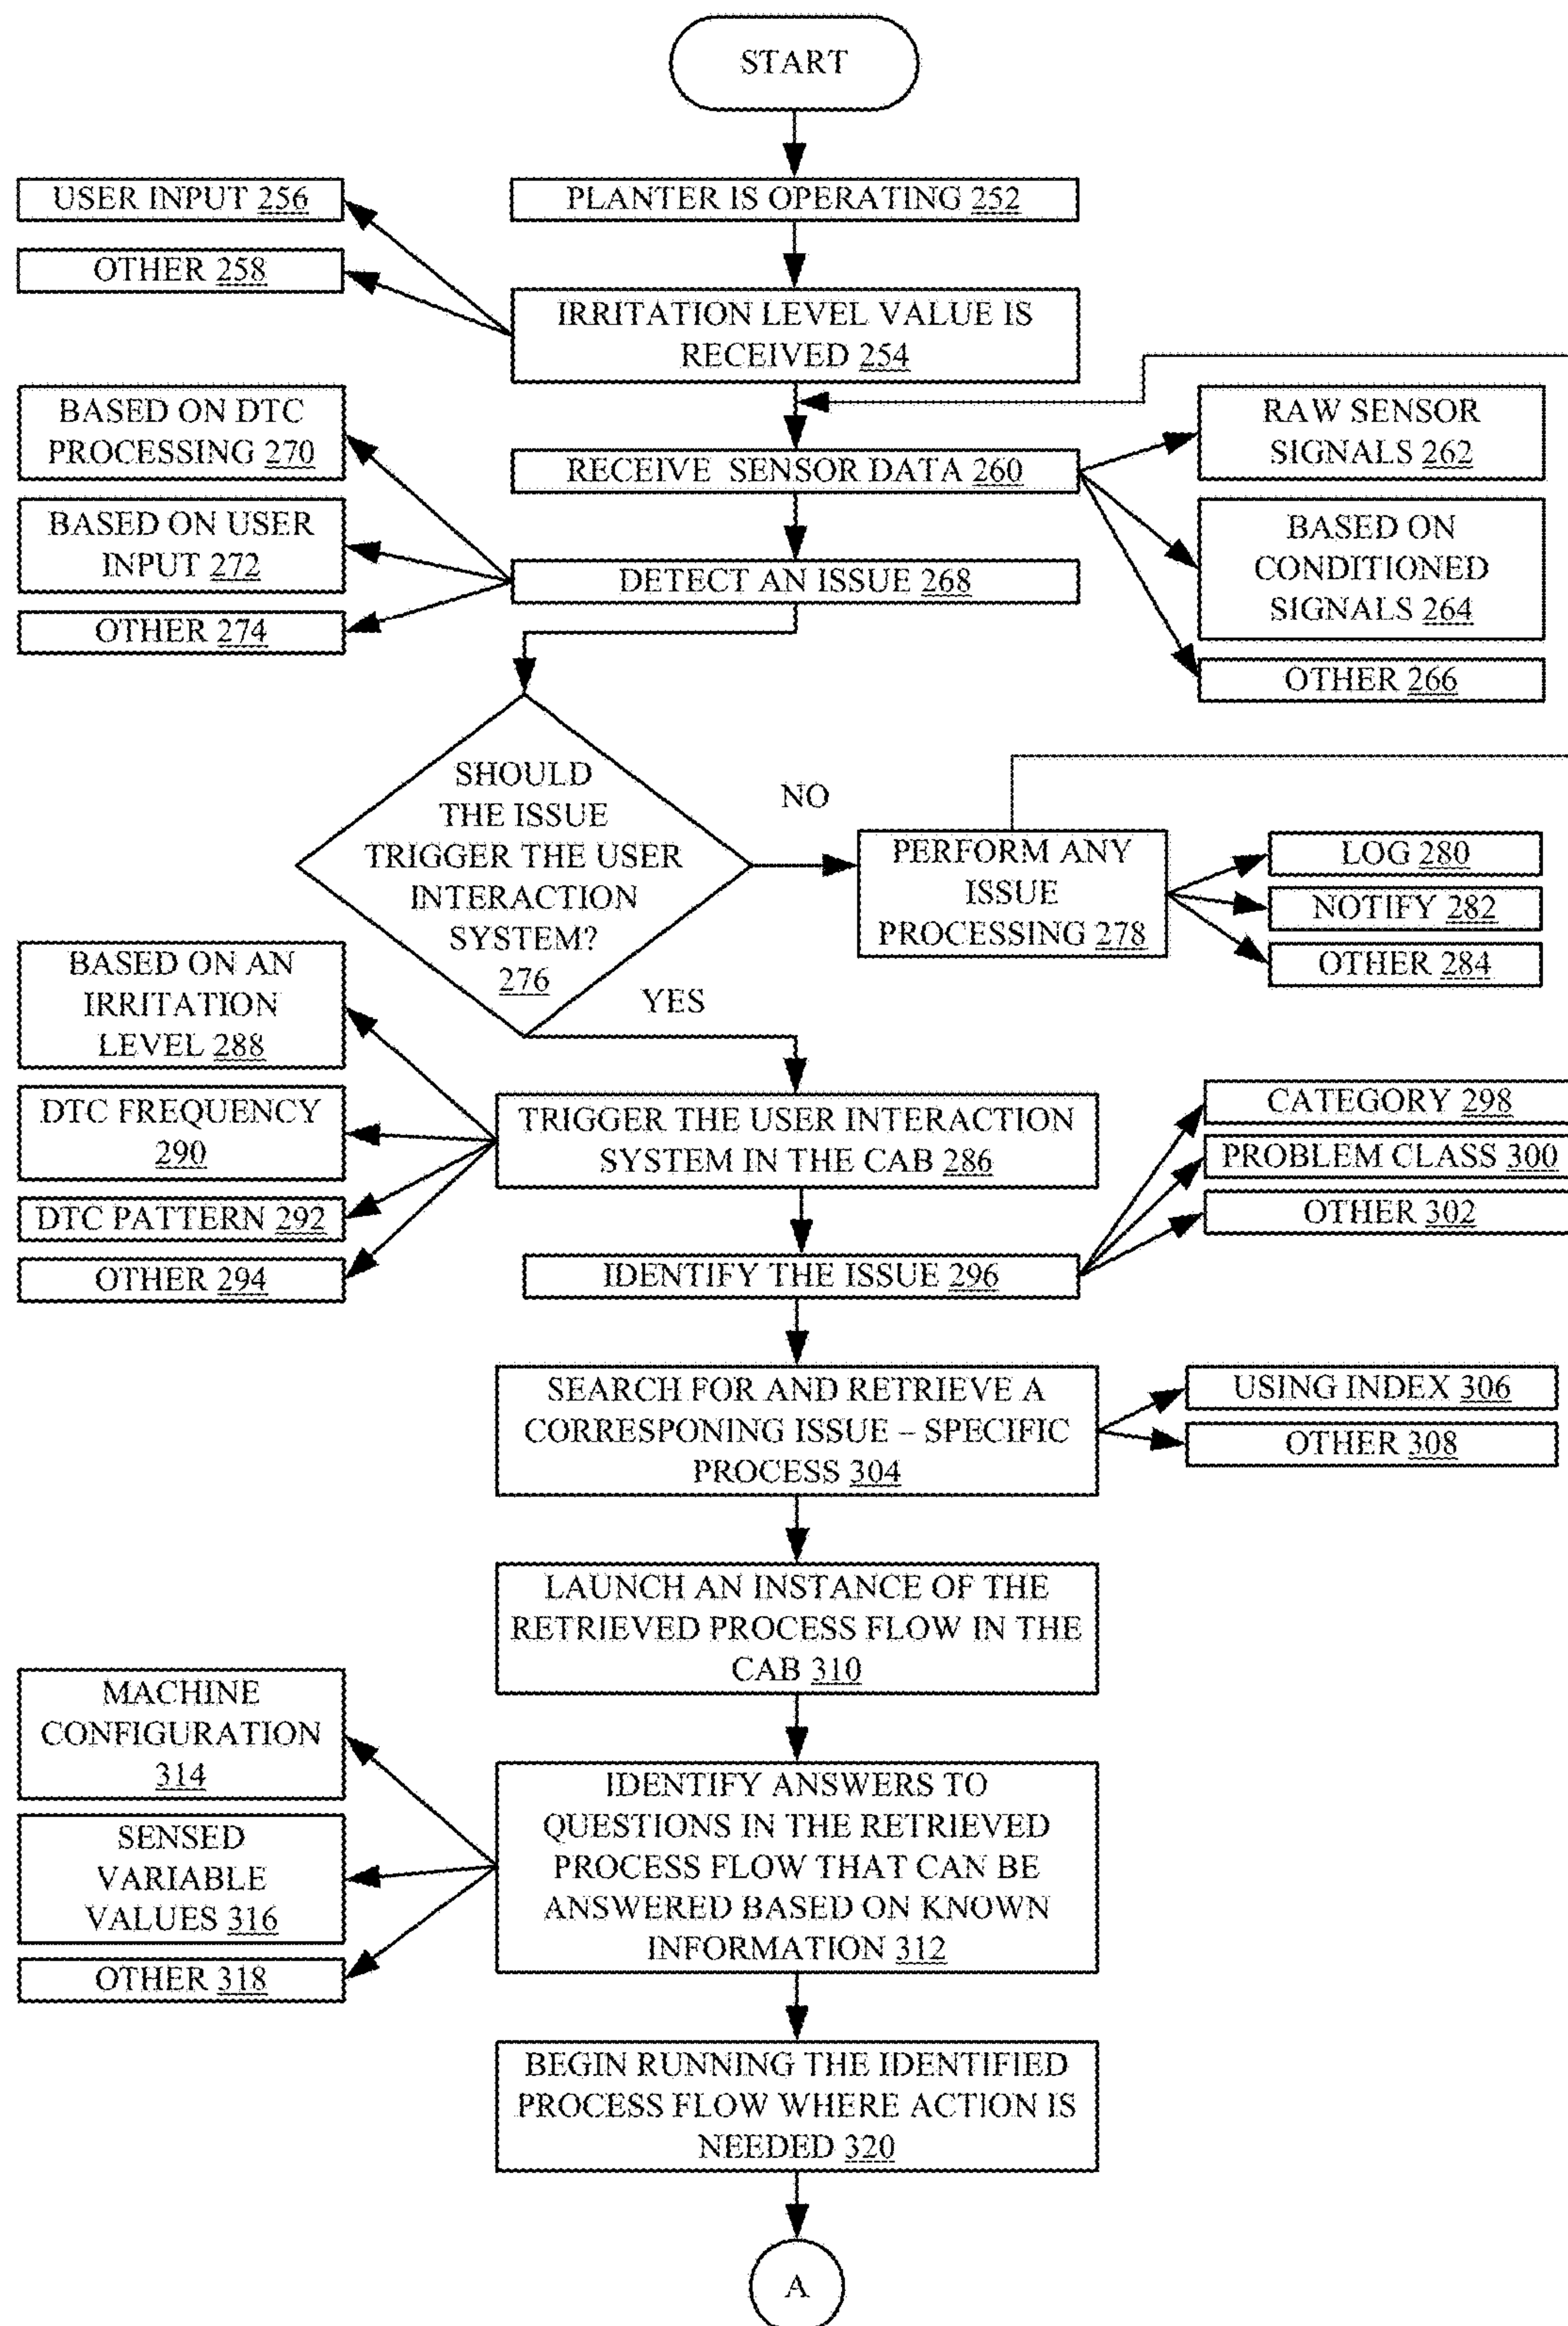 START
USER INPUT 256
PLANTER IS OPERATING 252
OTHER 258
IRRITATION LEVEL VALUE IS
RECEIVED 254
BASED ON DTC
PROCESSING 270
RECEIVE SENSOR DATA 260
RAW SENSOR
SIGNALS 262
BASED ON USER
INPUT 272
BASED ON
CONDITIONED
SIGNALS 264
DETECT AN ISSUE 268
OTHER 274
OTHER 266
SHOULD
THE ISSUE
TRIGGER THE USER
INTERACTION
SYSTEM?
276
NO
PERFORM ANY
ISSUE
PROCESSING 278
LOG 280
NOTIFY 282
OTHER 284
YES
BASED ON AN
IRRITATION
LEVEL 288
DTC FREQUENCY
290
DTC PATTERN 292
OTHER 294
TRIGGER THE USER INTERACTION
SYSTEM IN THE CAB 286
CATEGORY 298
PROBLEM CLASS 300
OTHER 302
IDENTIFY THE ISSUE 296
SEARCH FOR AND RETRIEVE A
CORRESPONING ISSUE – SPECIFIC
PROCESS 304
USING INDEX 306
OTHER 308
LAUNCH AN INSTANCE OF THE
RETRIEVED PROCESS FLOW IN THE
CAB 310
MACHINE
CONFIGURATION
314
SENSED
VARIABLE
VALUES 316
OTHER 318
IDENTIFY ANSWERS TO
QUESTIONS IN THE RETRIEVED
PROCESS FLOW THAT CAN BE
ANSWERED BASED ON KNOWN
INFORMATION 312
BEGIN RUNNING THE IDENTIFIED
PROCESS FLOW WHERE ACTION IS
NEEDED 320
A